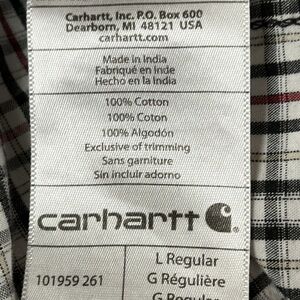 Carhartt, Inc. P.O. Box 600
Dearborn, MI 48121 USA
carhartt.com
Made in India
Fabriqué en Inde
Hecho en la India
100% Cotton
100% Coton
100% Algodón
Exclusive of trimming
Sans garniture
Sin incluir adorno
carhartt
101959 261
L Regular
G Régulière
G Regular